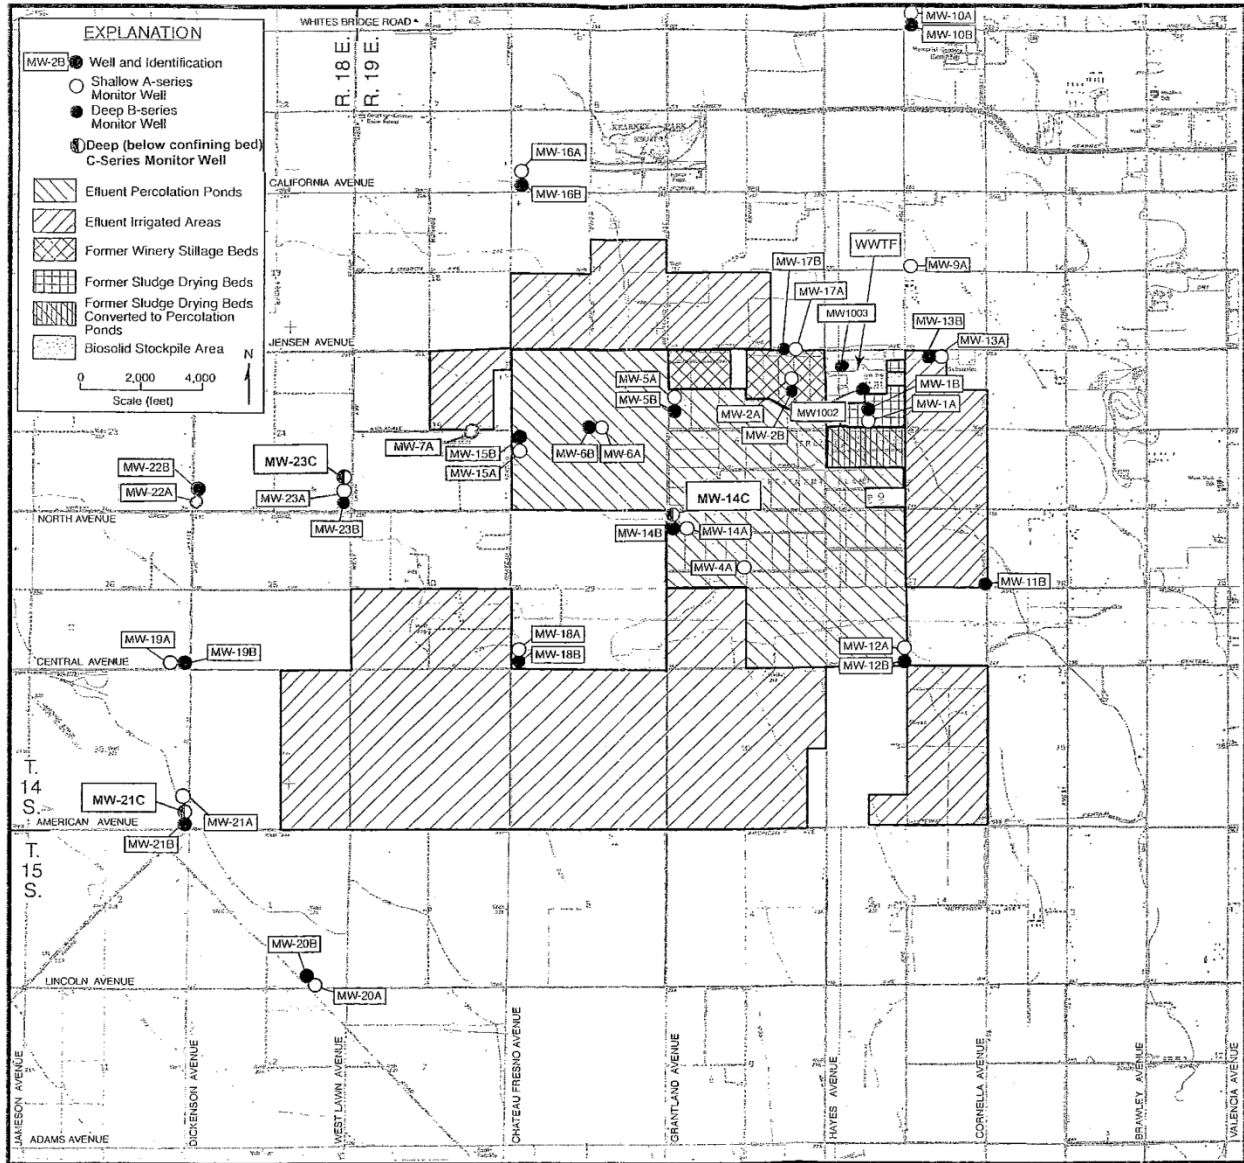 EXPLANATION
MW-2B Well and Identification
Shallow A-series
Monitor Well
Deep B-series
Monitor Well
Deep (below confining bed)
C-Series Monitor Well
Effluent Percolation Ponds
Effluent Irrigated Areas
Former Winery Stillage Beds
Former Sludge Drying Beds
Former Sludge Drying Beds
Converted to Percolation
Ponds
Biosolid Stockpile Area
N
0 2,000 4,000
Scale (feet)
WHITES BRIDGE ROAD
R. 18 E.
R. 19 E.
MW-10A
MW-10B
KEARNEY PARK
MW-16A
MW-16B
CALIFORNIA AVENUE
WWTF
MW-9A
MW-17B
MW-17A
MW1003
MW-13B
MW-13A
JENSEN AVENUE
MW-5A
MW-5B
MW-2A
MW-2B
MW1002
MW-1B
MW-1A
MW-7A
MW-15B
MW-15A
MW-6B
MW-6A
MW-22B
MW-22A
MW-23C
MW-23A
MW-23B
MW-14C
NORTH AVENUE
MW-14B
MW-14A
MW-4A
MW-11B
MW-19A
MW-19B
MW-18A
MW-18B
MW-12A
MW-12B
CENTRAL AVENUE
T.
14
S.
MW-21C
MW-21A
MW-21B
AMERICAN AVENUE
T.
15
S.
MW-20B
MW-20A
LINCOLN AVENUE
JAMESON AVENUE
DICKENSON AVENUE
WEST LAWN AVENUE
CHATEAU FRESNO AVENUE
GRANTLAND AVENUE
HAYES AVENUE
CORNELLA AVENUE
BRAWLEY AVENUE
VALENCIA AVENUE
ADAMS AVENUE